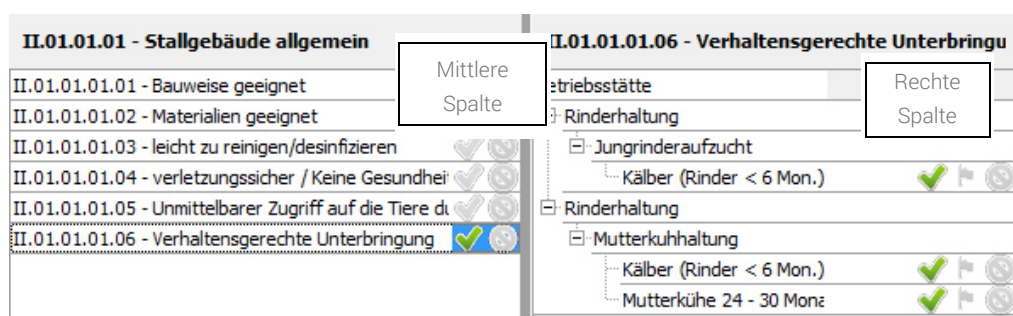 II.01.01.01 - Stallgebäude allgemein
II.01.01.01.01 - Bauweise geeignet
II.01.01.01.02 - Materialien geeignet
II.01.01.01.03 - leicht zu reinigen/desinfizieren
II.01.01.01.04 - verletzungssicher / Keine Gesundhei
II.01.01.01.05 - Unmittelbarer Zugriff auf die Tiere du
II.01.01.01.06 - Verhaltensgerechte Unterbringung
Mittlere
Spalte
II.01.01.01.06 - Verhaltensgerechte Unterbringu
etriebsstätte
Rinderhaltung
Jungrinderaufzucht
Kälber (Rinder < 6 Mon.)
Rinderhaltung
Mutterkuhhaltung
Kälber (Rinder < 6 Mon.)
Mutterkühe 24 - 30 Mona
Rechte
Spalte